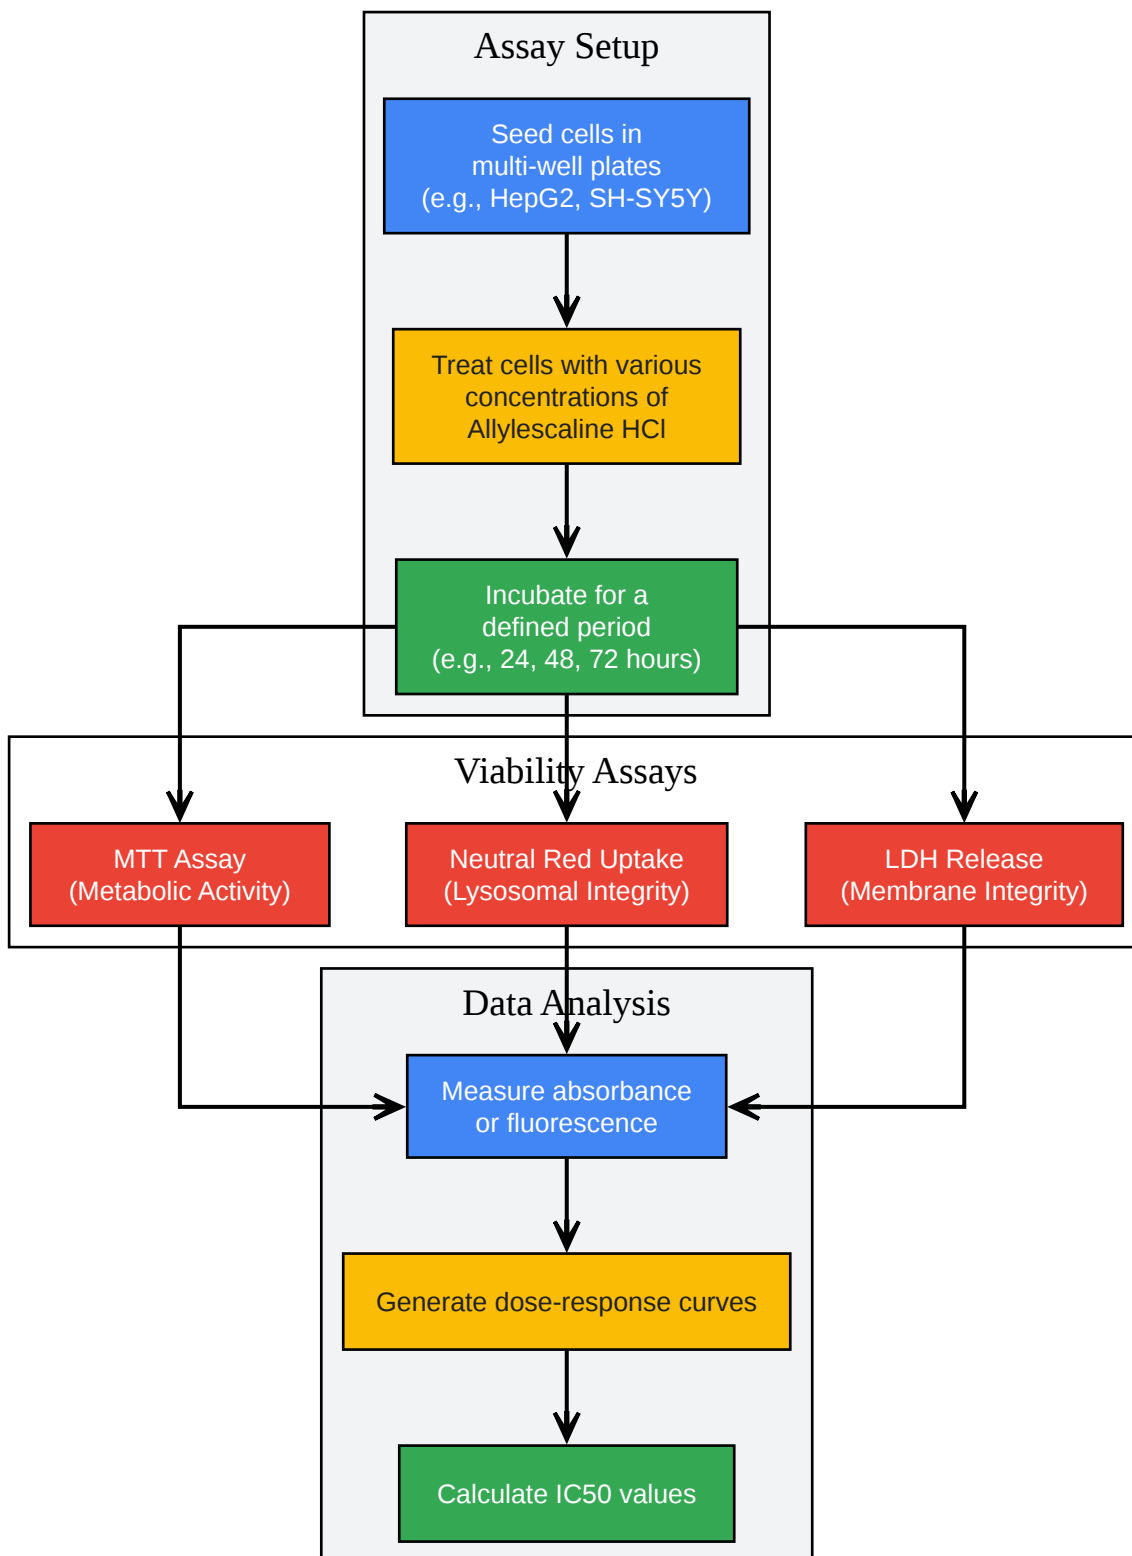 Assay Setup
Seed cells in
multi-well plates
(e.g., HepG2, SH-SY5Y)
Treat cells with various
concentrations of
Allylescaline HCl
Incubate for a
defined period
(e.g., 24, 48, 72 hours)
Viability Assays
MTT Assay
(Metabolic Activity)
Neutral Red Uptake
(Lysosomal Integrity)
LDH Release
(Membrane Integrity)
Data Analysis
Measure absorbance
or fluorescence
Generate dose-response curves
Calculate IC50 values